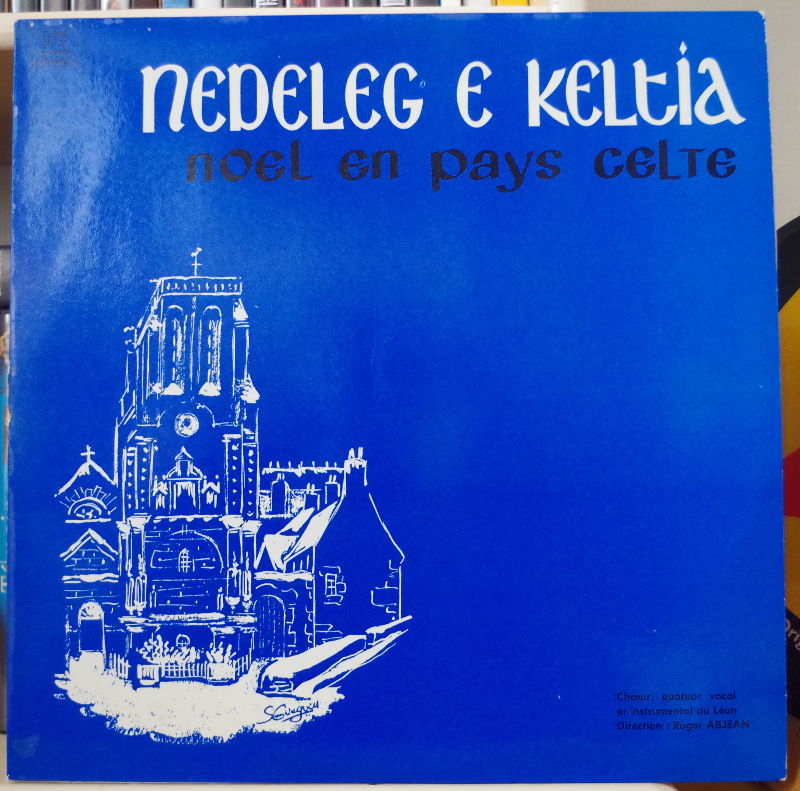 NEDELEG E KELTIA
NOEL EN PAYS CELTE
Chœur, quatuor vocal
et instrumental du Léon
Direction : Roger ABJEAN